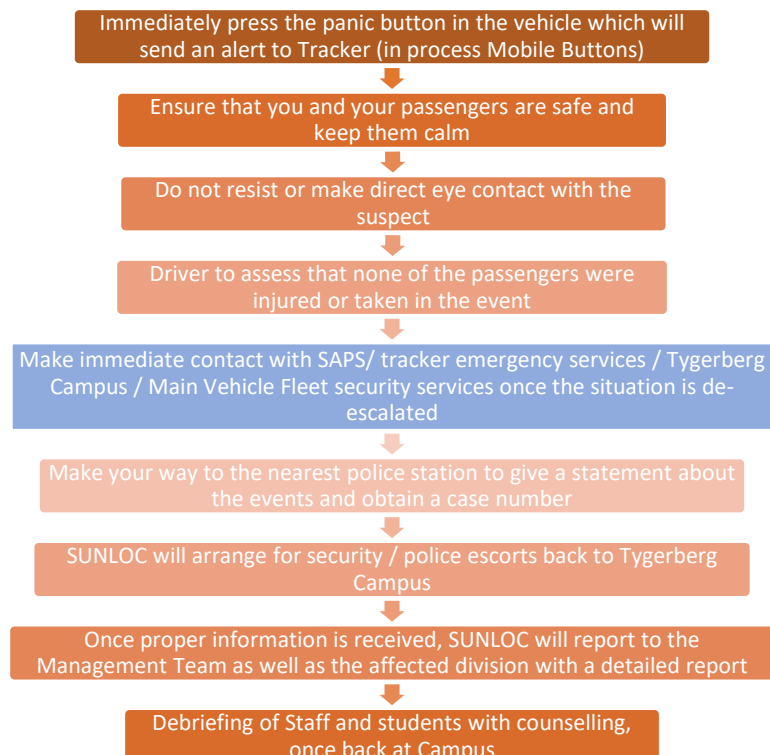 Immediately press the panic button in the vehicle which will
send an alert to Tracker (in process Mobile Buttons)
Ensure that you and your passengers are safe and
keep them calm
Do not resist or make direct eye contact with the
suspect
Driver to assess that none of the passengers were
injured or taken in the event
Make immediate contact with SAPS/ tracker emergency services / Tygerberg
Campus / Main Vehicle Fleet security services once the situation is de-
escalated
Make your way to the nearest police station to give a statement about
the events and obtain a case number
SUNLOC will arrange for security / police escorts back to Tygerberg
Campus
Once proper information is received, SUNLOC will report to the
Management Team as well as the affected division with a detailed report
Debriefing of Staff and students with counselling,
once back at Campus